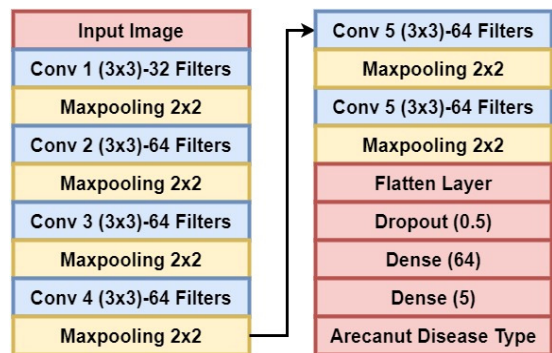 Input Image
Conv 1 (3x3)-32 Filters
Maxpooling 2x2
Conv 2 (3x3)-64 Filters
Maxpooling 2x2
Conv 3 (3x3)-64 Filters
Maxpooling 2x2
Conv 4 (3x3)-64 Filters
Maxpooling 2x2
Conv 5 (3x3)-64 Filters
Maxpooling 2x2
Conv 5 (3x3)-64 Filters
Maxpooling 2x2
Flatten Layer
Dropout (0.5)
Dense (64)
Dense (5)
Arecanut Disease Type